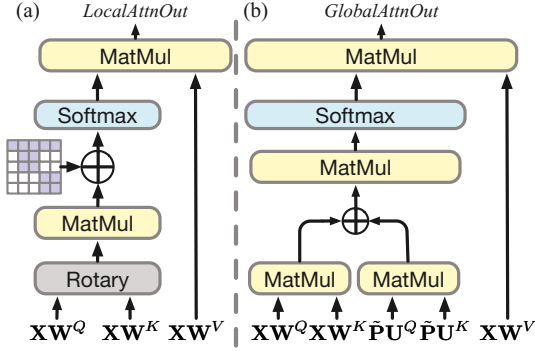 (a) LocalAttnOut
MatMul
Softmax
MatMul
Rotary
XW^Q XW^K XW^V
(b) GlobalAttnOut
MatMul
Softmax
MatMul
MatMul MatMul
XW^Q XW^K P̃U^Q P̃U^K XW^V